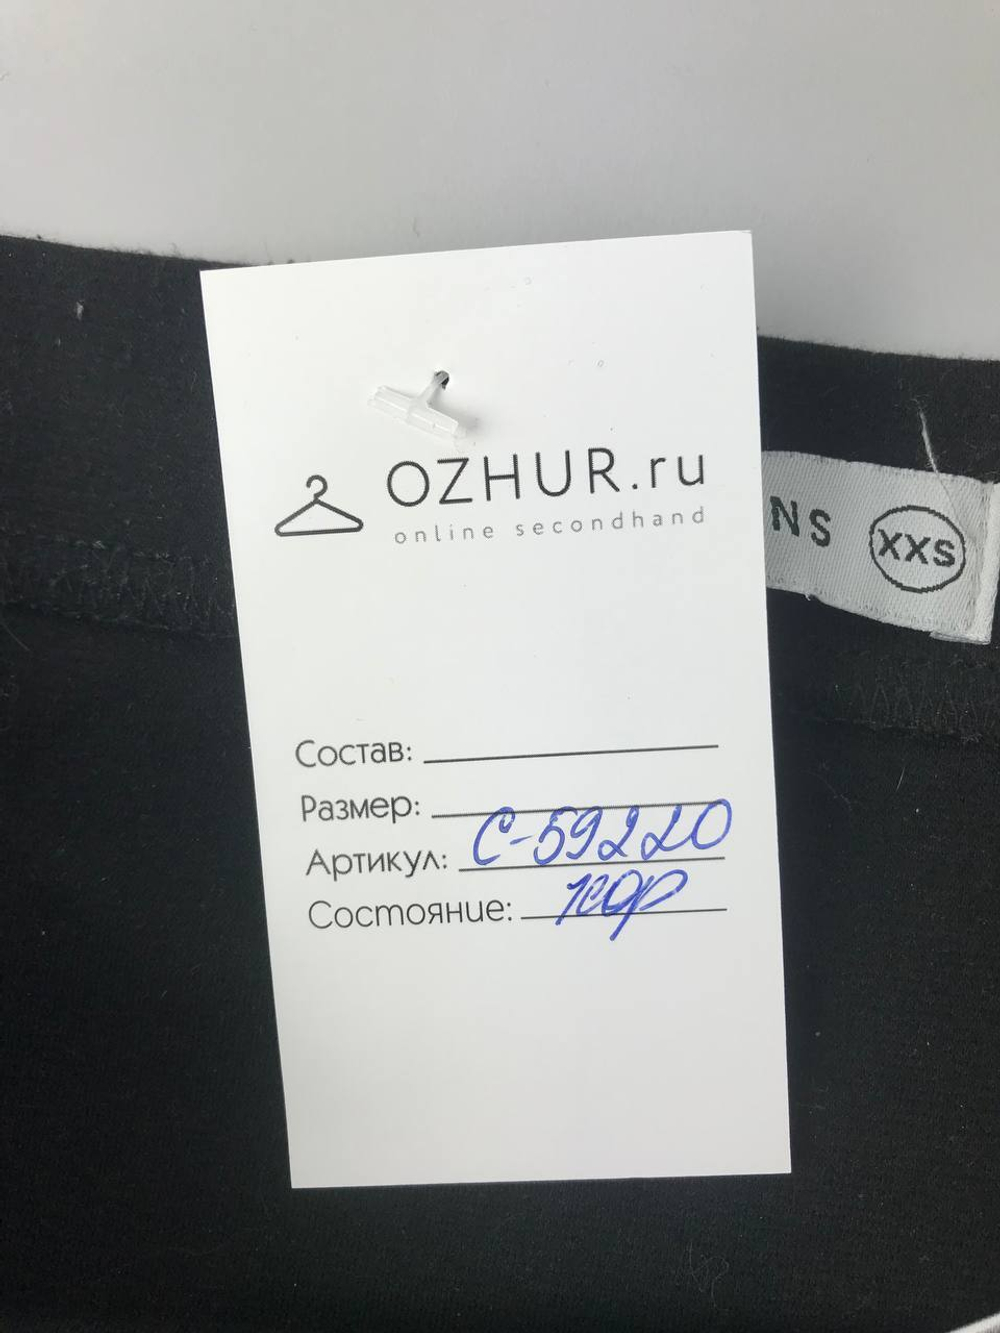 OZHUR.ru
online secondhand
NS XXS
Состав:
Размер:
Артикул: С-59220
Состояние: хор